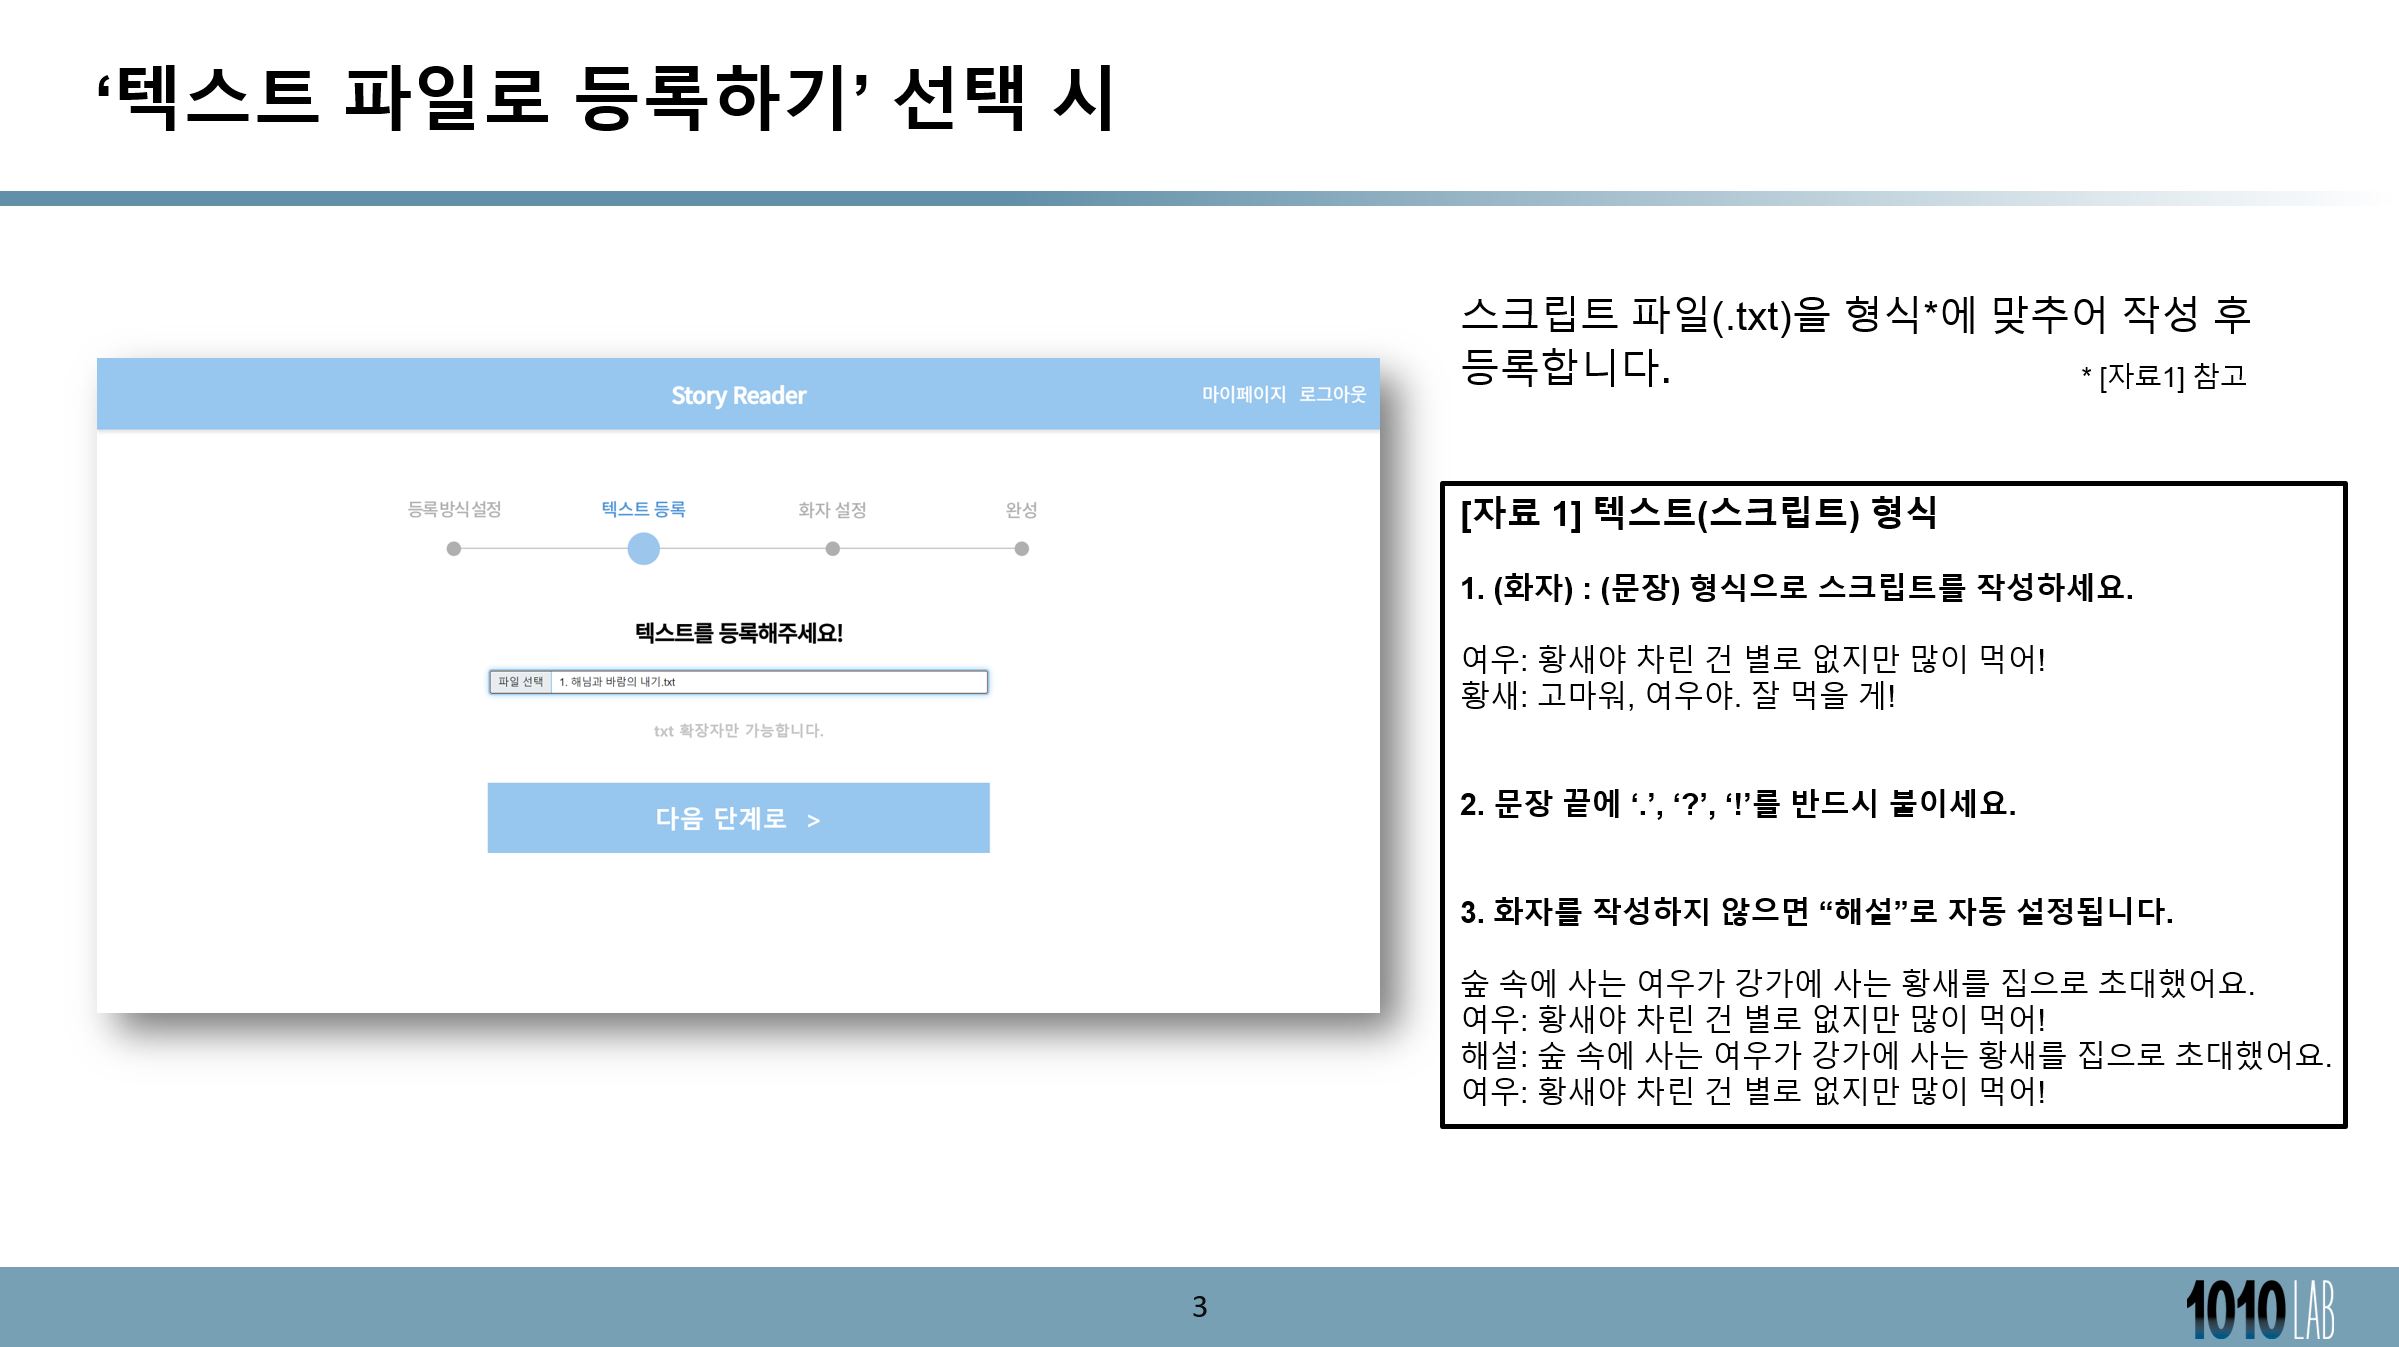 ‘텍스트 파일로 등록하기’ 선택 시
Story Reader
마이페이지 로그아웃
등록방식설정 텍스트 등록 화자 설정 완성
텍스트를 등록해주세요!
파일 선택 1. 해님과 바람의 내기.txt
txt 확장자만 가능합니다.
다음 단계로 >
스크립트 파일(.txt)을 형식*에 맞추어 작성 후
등록합니다.
* [자료1] 참고
[자료 1] 텍스트(스크립트) 형식
1. (화자) : (문장) 형식으로 스크립트를 작성하세요.
여우: 황새야 차린 건 별로 없지만 많이 먹어!
황새: 고마워, 여우야. 잘 먹을 게!
2. 문장 끝에 ‘.’, ‘?’, ‘!’를 반드시 붙이세요.
3. 화자를 작성하지 않으면 “해설”로 자동 설정됩니다.
숲 속에 사는 여우가 강가에 사는 황새를 집으로 초대했어요.
여우: 황새야 차린 건 별로 없지만 많이 먹어!
해설: 숲 속에 사는 여우가 강가에 사는 황새를 집으로 초대했어요.
여우: 황새야 차린 건 별로 없지만 많이 먹어!
3
1010 LAB